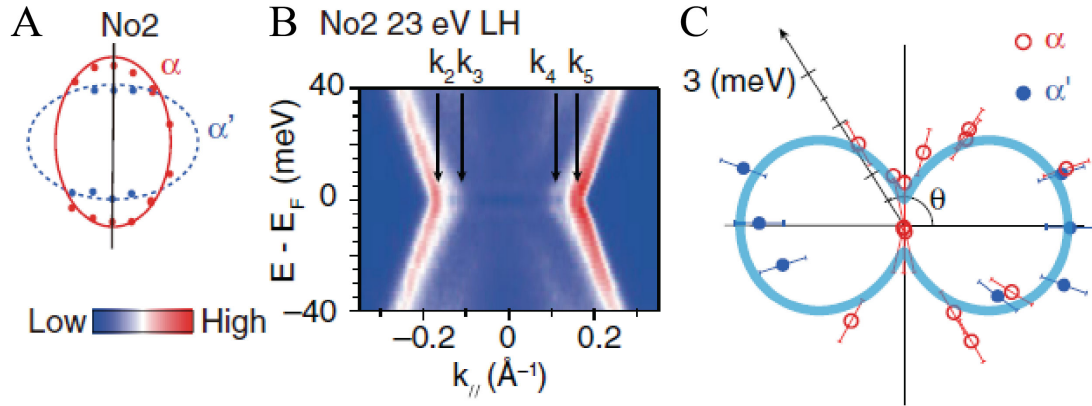 A
No2
α
α'
Low High
B
No2 23 eV LH
k2 k3 k4 k5
E - EF (meV)
40
0
−40
−0.2 0 0.2
k// (Å⁻¹)
C
α
α'
3 (meV)
θ